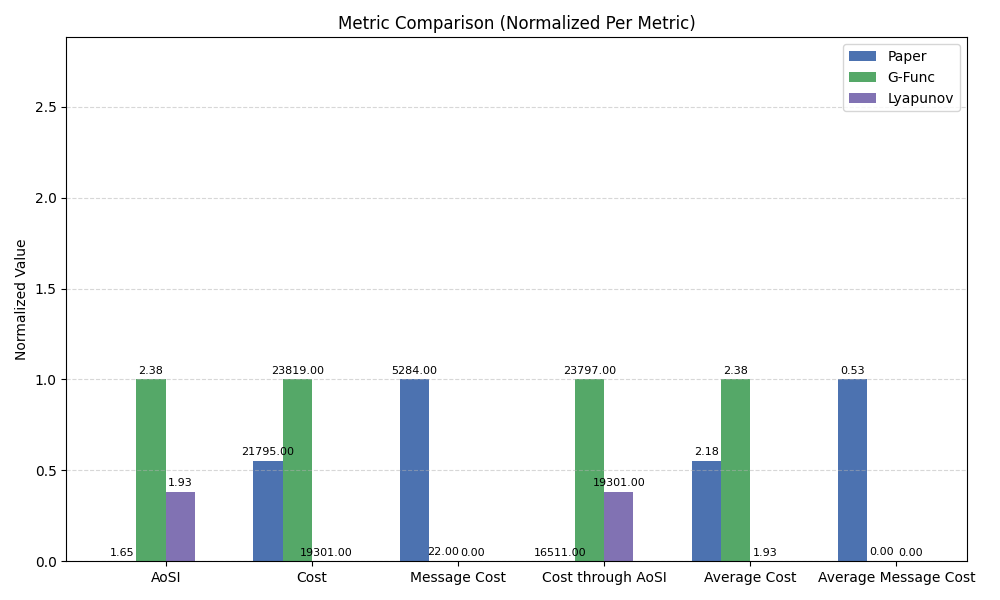 Metric Comparison (Normalized Per Metric)
Paper
G-Func
Lyapunov
Normalized Value
2.5
2.0
1.5
1.0
0.5
0.0
1.65
2.38
1.93
21795.00
23819.00
19301.00
5284.00
22.00
0.00
16511.00
23797.00
19301.00
2.18
2.38
1.93
0.53
0.00
0.00
AoSI
Cost
Message Cost
Cost through AoSI
Average Cost
Average Message Cost